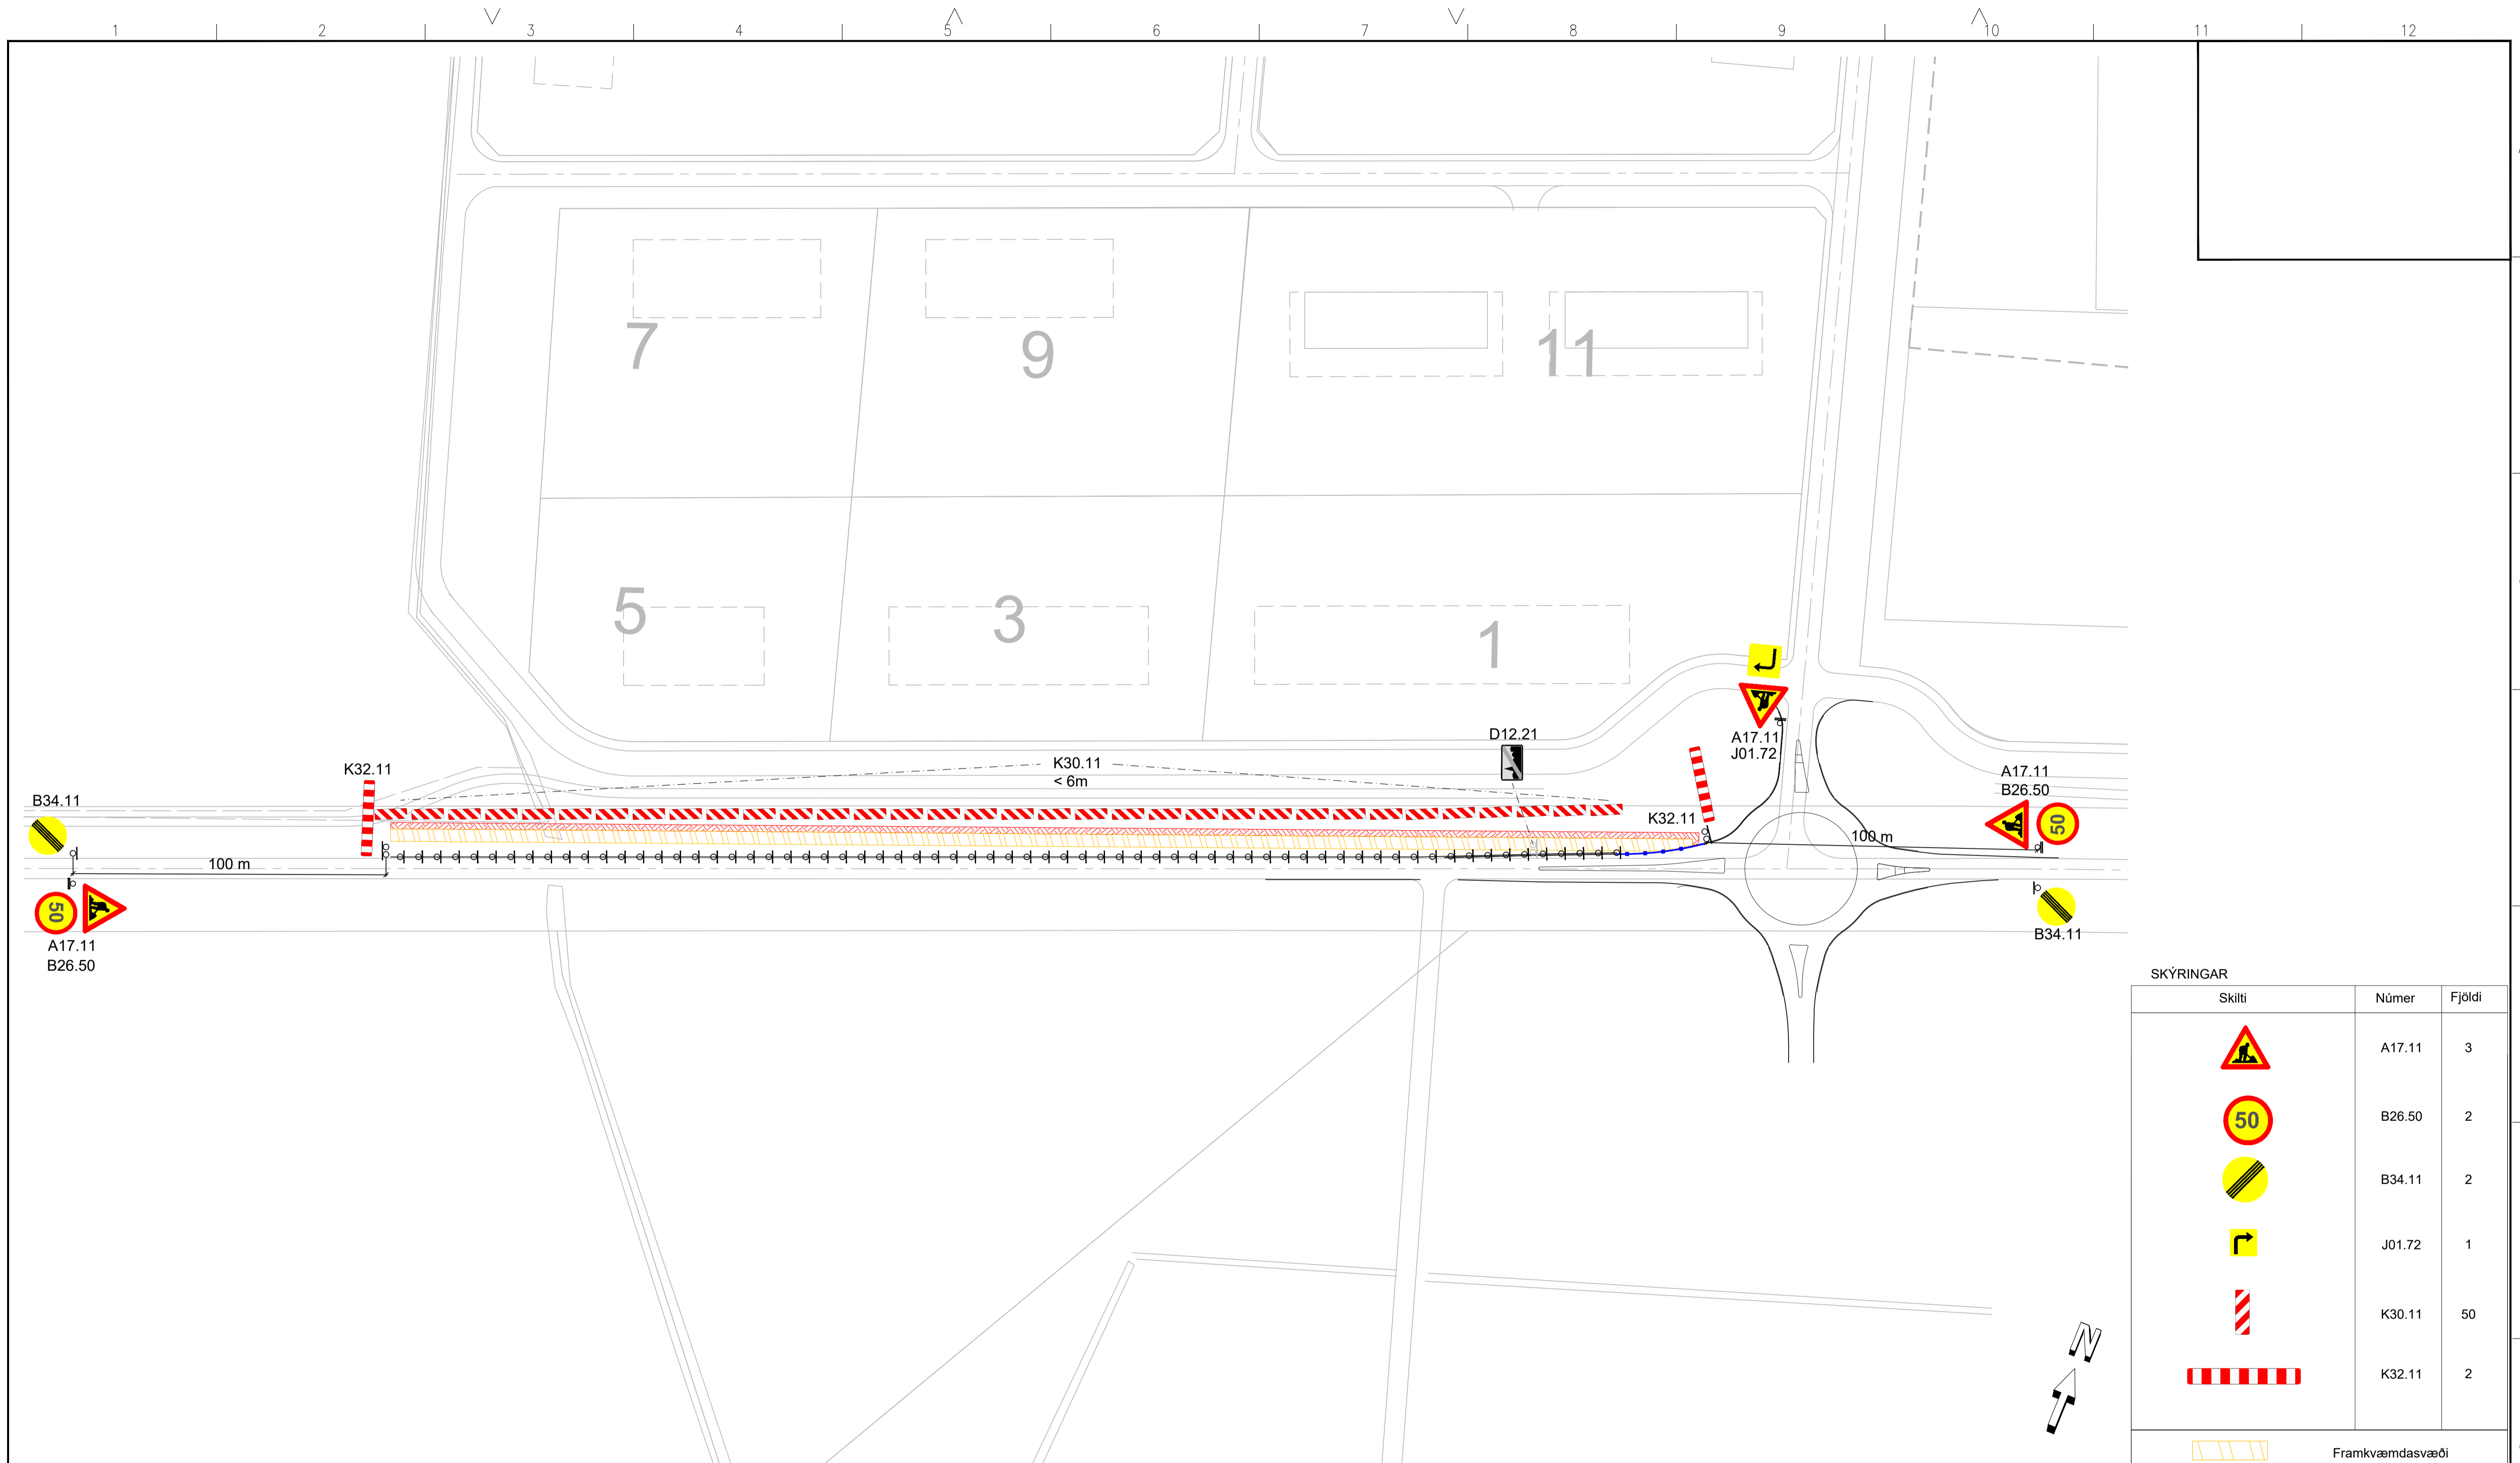 1 2 3 4 5 6 7 8 9 10 11 12
7
9
11
5
3
1
D12.21
K30.11
< 6m
K32.11
B34.11
100 m
50
A17.11
B26.50
A17.11
J01.72
K32.11
100 m
A17.11
B26.50
50
B34.11
N
SKÝRINGAR
Skilti Númer Fjöldi
A17.11 3
50 B26.50 2
B34.11 2
J01.72 1
K30.11 50
K32.11 2
Framkvæmdasvæði